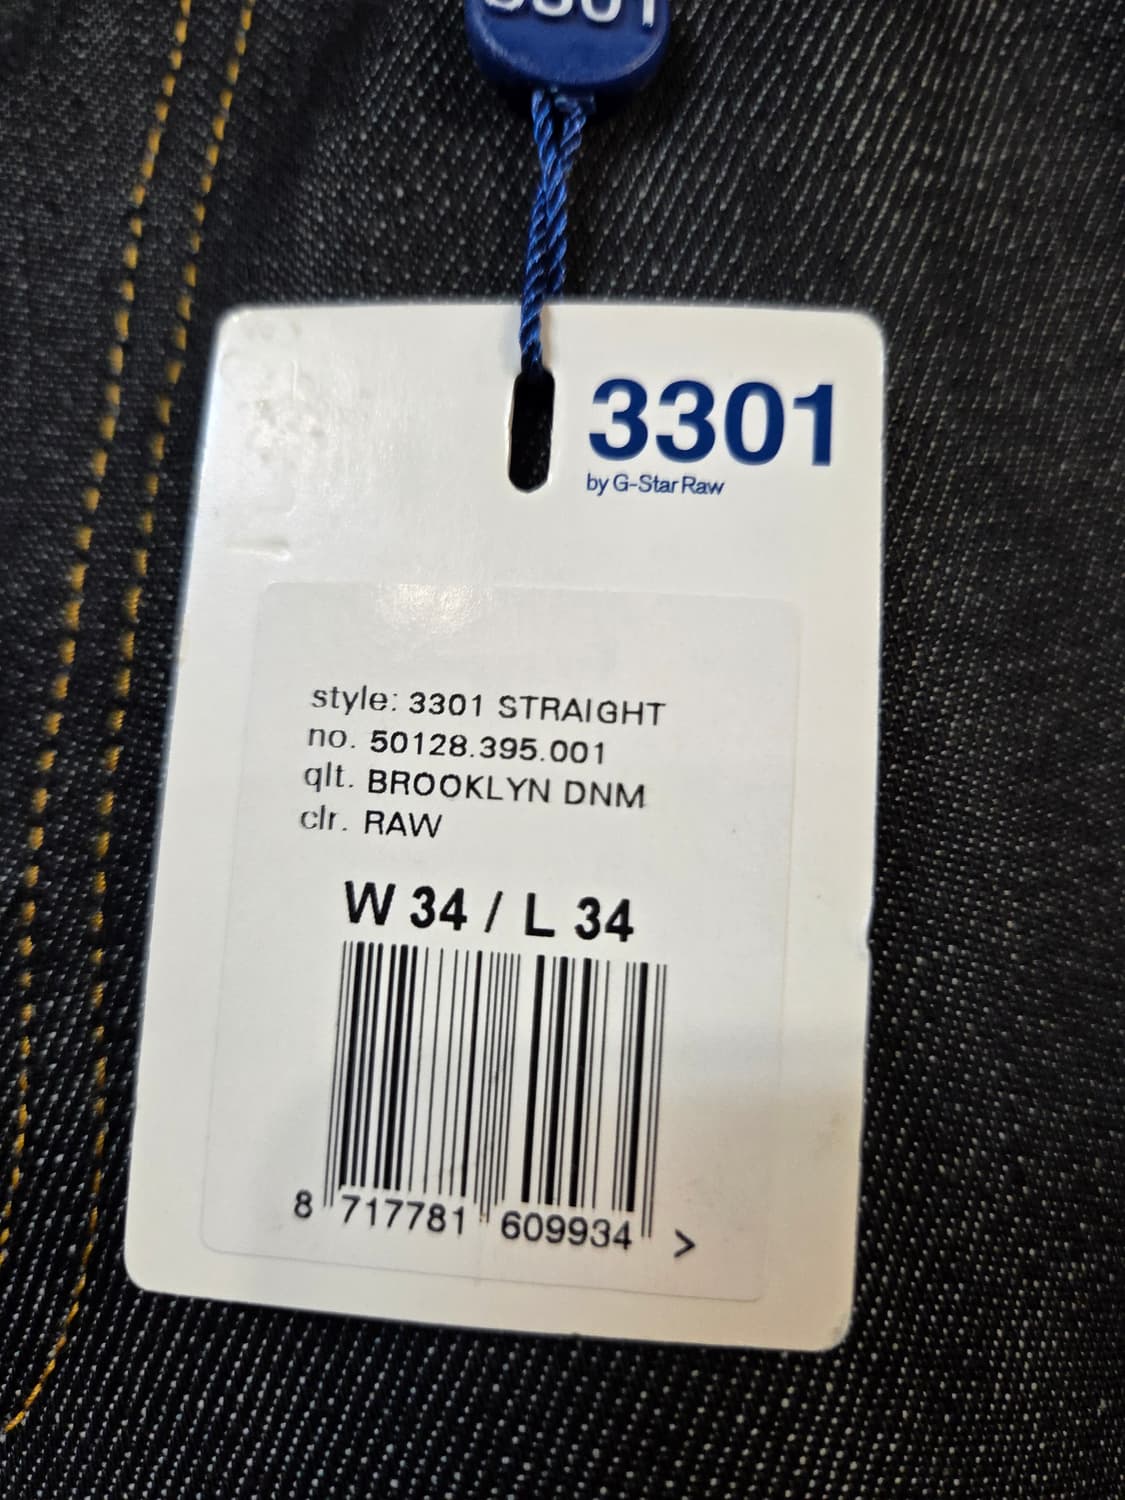 3301
3301
by G-Star Raw
style: 3301 STRAIGHT
no. 50128.395.001
qlt. BROOKLYN DNM
clr. RAW
W 34 / L 34
8 717781 609934 >